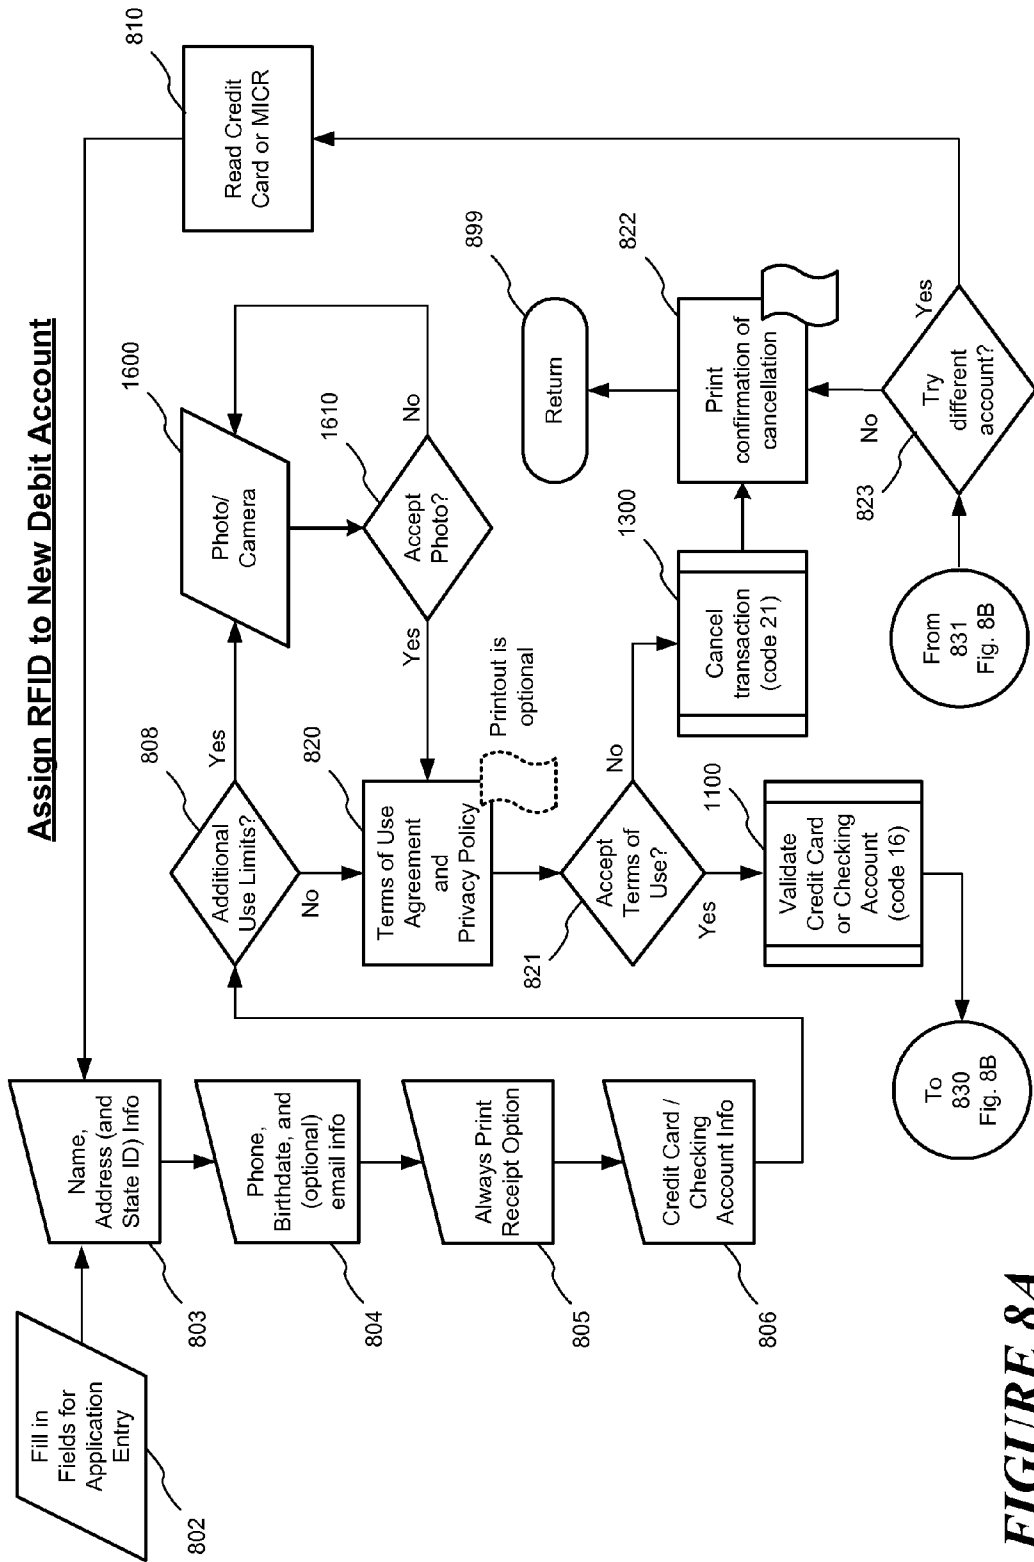 Assign RFID to New Debit Account
Fill in
Fields for
Application
Entry
802
Name,
Address (and
State ID) Info
803
Phone,
Birthdate, and
(optional)
email info
804
Always Print
Receipt Option
805
Credit Card /
Checking
Account Info
806
Additional
Use Limits?
808
Yes
No
Photo/
Camera
1600
Accept
Photo?
1610
No
Yes
Read Credit
Card or MICR
810
Terms of Use
Agreement
and
Privacy Policy
820
Printout is
optional
Accept
Terms of
Use?
821
No
Yes
Cancel
transaction
(code 21)
1300
Print
confirmation of
cancellation
822
Return
899
Validate
Credit Card
or Checking
Account
(code 16)
1100
To
830
Fig. 8B
From
831
Fig. 8B
Try
different
account?
823
No
Yes
FIGURE 8A